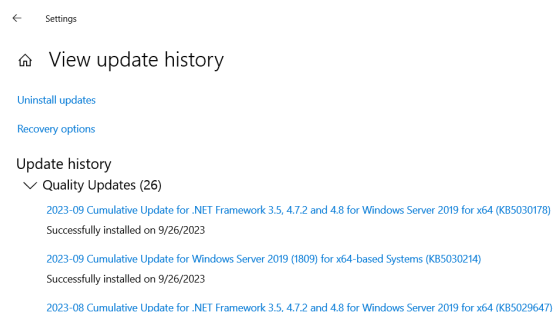 Settings
View update history
Uninstall updates
Recovery options
Update history
Quality Updates (26)
2023-09 Cumulative Update for .NET Framework 3.5, 4.7.2 and 4.8 for Windows Server 2019 for x64 (KB5030178)
Successfully installed on 9/26/2023
2023-09 Cumulative Update for Windows Server 2019 (1809) for x64-based Systems (KB5030214)
Successfully installed on 9/26/2023
2023-08 Cumulative Update for .NET Framework 3.5, 4.7.2 and 4.8 for Windows Server 2019 for x64 (KB5029647)